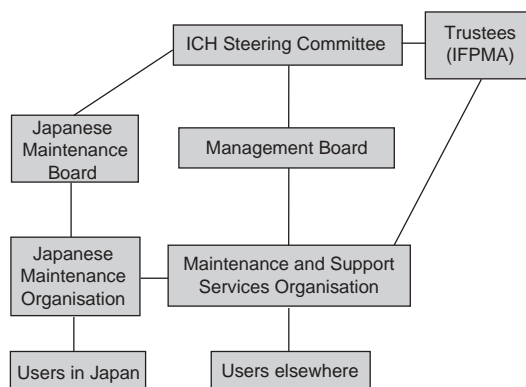 ICH Steering Committee
Trustees
(IFPMA)
Japanese
Maintenance
Board
Management Board
Japanese
Maintenance
Organisation
Maintenance and Support
Services Organisation
Users in Japan
Users elsewhere